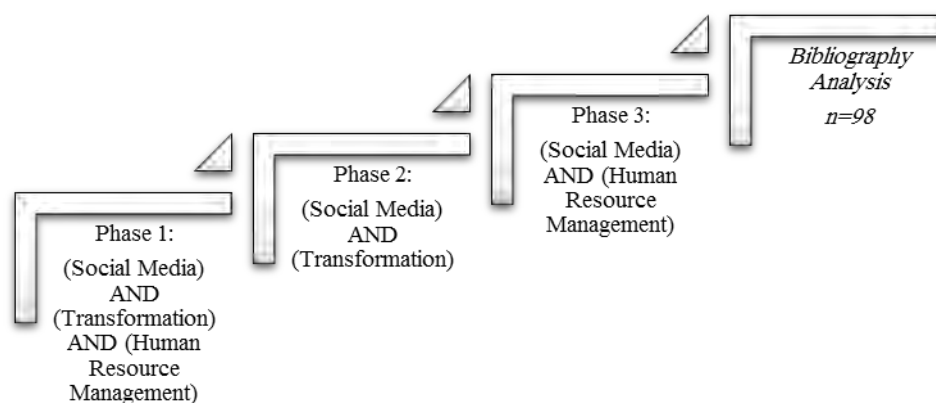 Phase 1:
(Social Media)
AND
(Transformation)
AND (Human
Resource
Management)
Phase 2:
(Social Media)
AND
(Transformation)
Phase 3:
(Social Media)
AND (Human
Resource
Management)
Bibliography
Analysis
n=98